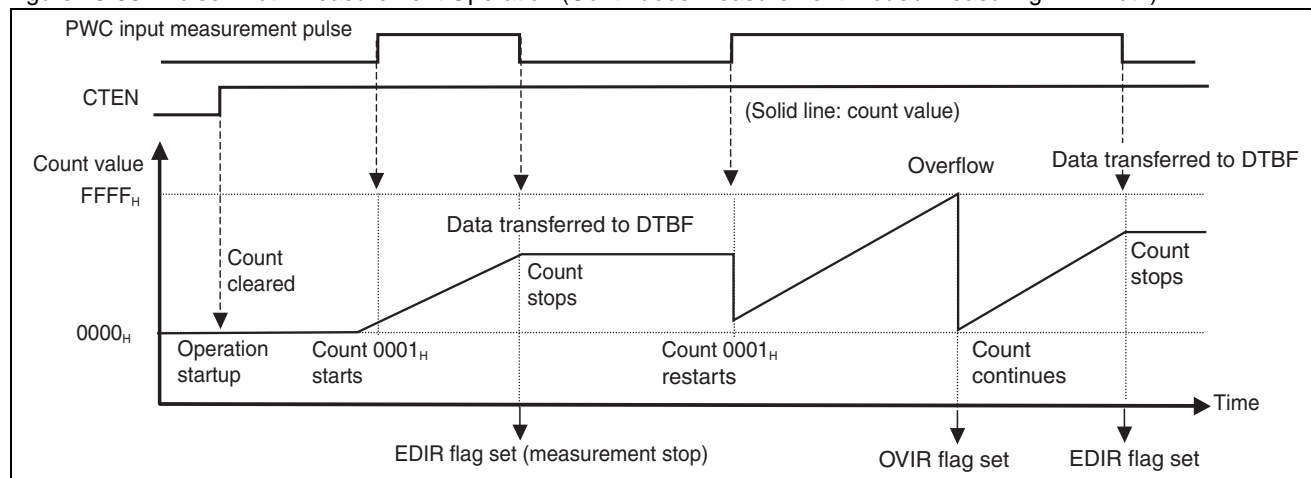 PWC input measurement pulse
CTEN
(Solid line: count value)
Count value
Overflow
Data transferred to DTBF
FFFFH
Data transferred to DTBF
Count
cleared
Count
stops
Count
stops
0000H
Operation
startup
Count 0001H
starts
Count 0001H
restarts
Count
continues
Time
EDIR flag set (measurement stop)
OVIR flag set
EDIR flag set